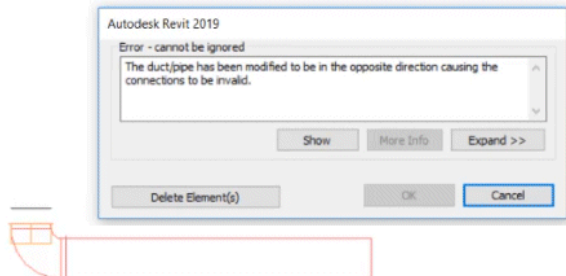 Autodesk Revit 2019
Error - cannot be ignored
The duct/pipe has been modified to be in the opposite direction causing the
connections to be invalid.
Show
More Info
Expand >>
Delete Element(s)
OK
Cancel